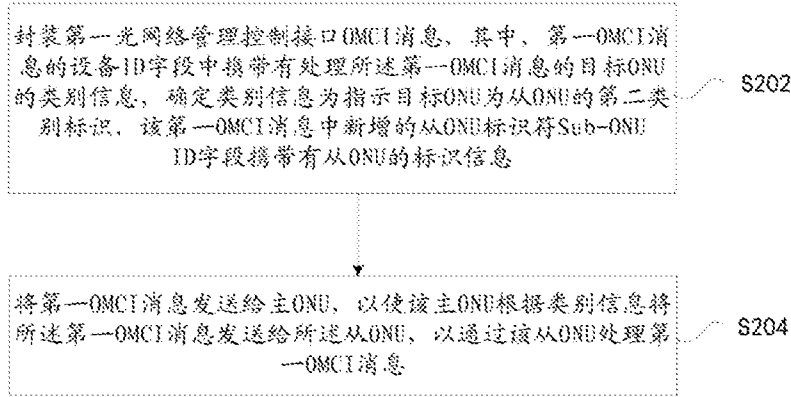 封装第一光网络管理控制接口OMCI消息，其中，第一OMCI消
息的设备ID字段中携带有处理所述第一OMCI消息的目标ONU
的类别信息，确定类别信息为指示目标ONU为从ONU的第二类
别标识，该第一OMCI消息中新增的从ONU标识符Sub-ONU
ID字段携带有从ONU的标识信息
S202
将第一OMCI消息发送给主ONU，以使该主ONU根据类别信息将
所述第一OMCI消息发送给所述从ONU，以通过该从ONU处理第
一OMCI消息
S204